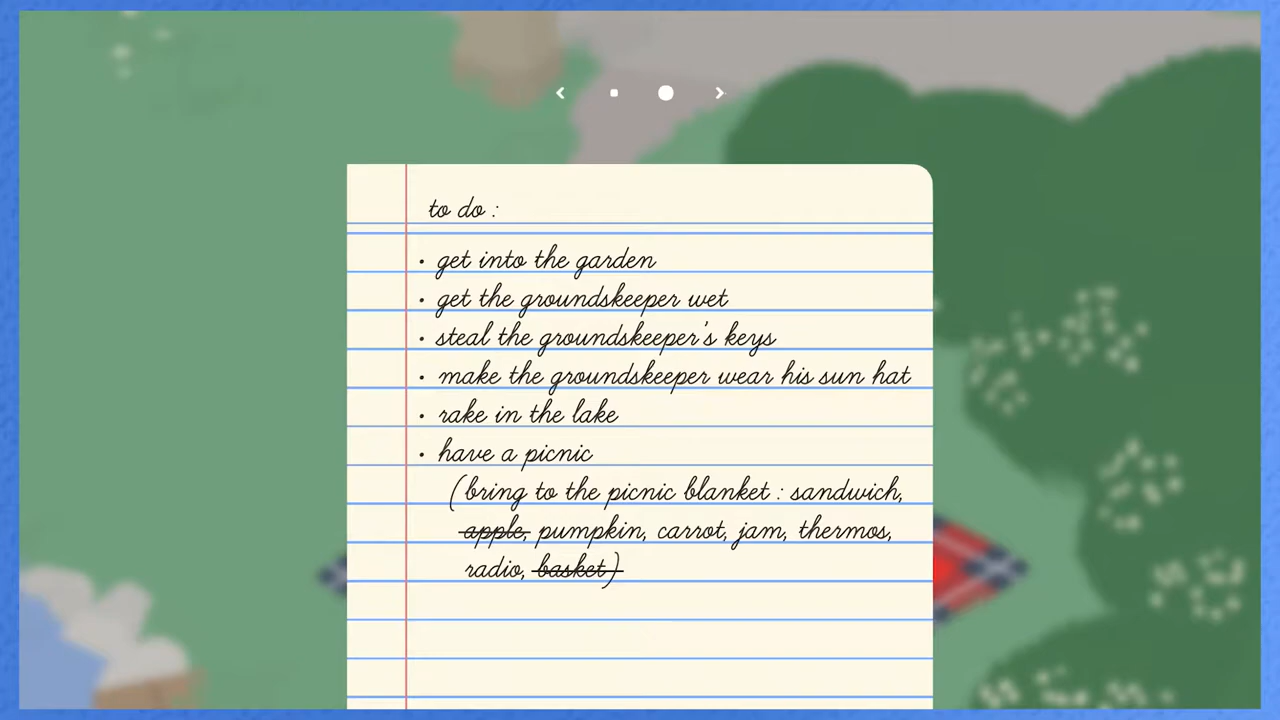 to do :
• get into the garden
• get the groundskeeper wet
• steal the groundskeeper's keys
• make the groundskeeper wear his sun hat
• rake in the lake
• have a picnic
(bring to the picnic blanket : sandwich,
apple, pumpkin, carrot, jam, thermos,
radio, basket)